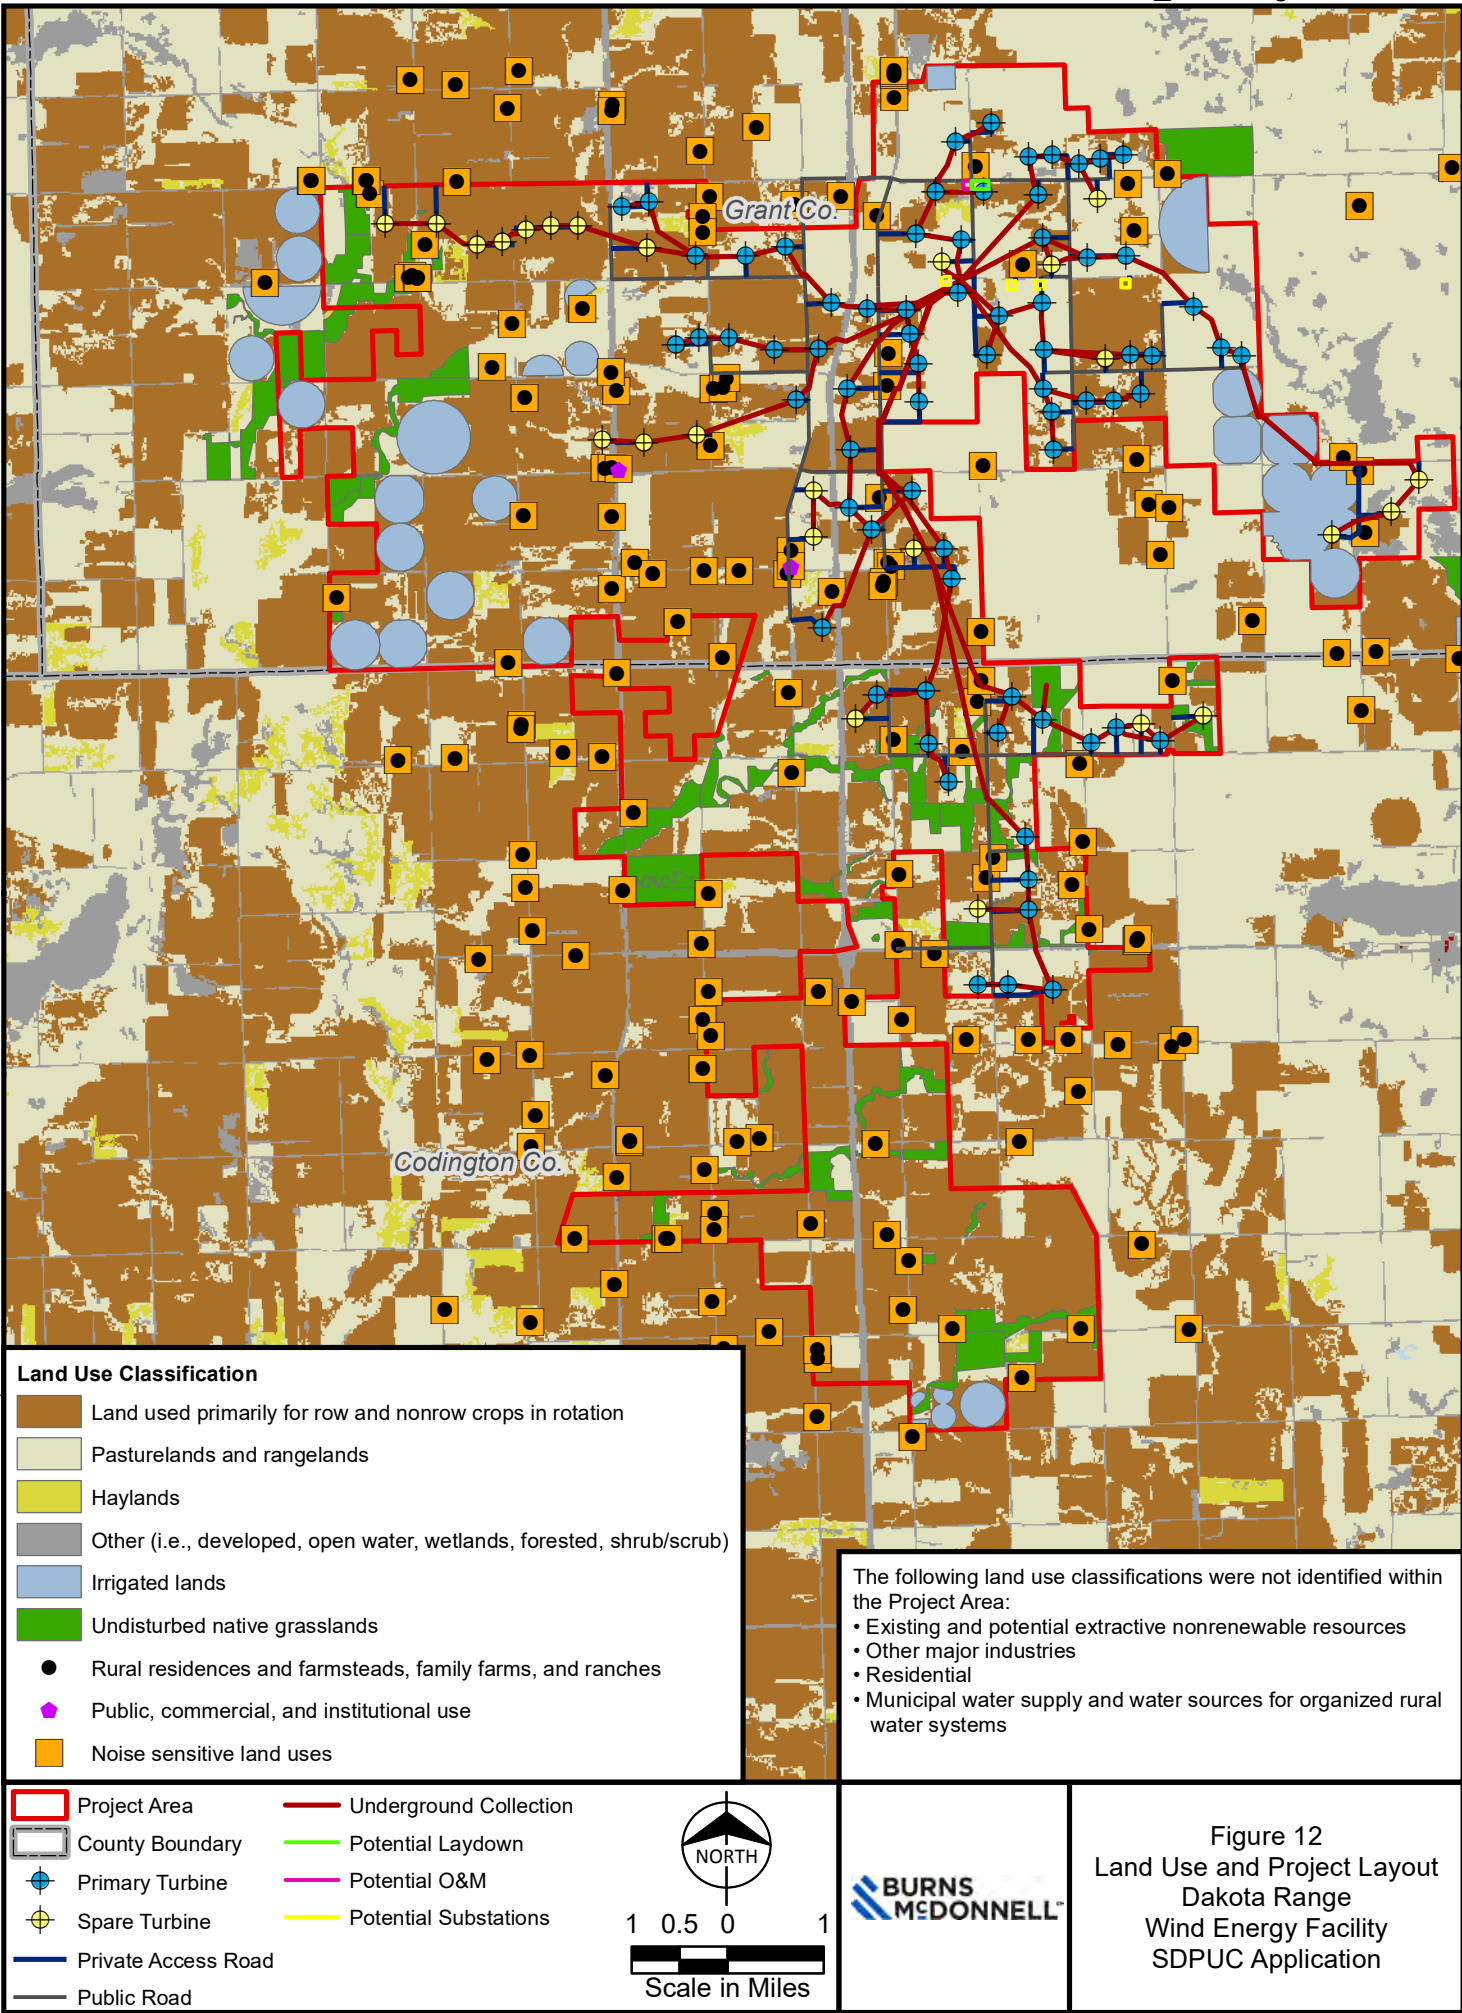 Grant Co.
Codington Co.
Land Use Classification
Land used primarily for row and nonrow crops in rotation
Pasturelands and rangelands
Haylands
Other (i.e., developed, open water, wetlands, forested, shrub/scrub)
Irrigated lands
Undisturbed native grasslands
Rural residences and farmsteads, family farms, and ranches
Public, commercial, and institutional use
Noise sensitive land uses
The following land use classifications were not identified within
the Project Area:
• Existing and potential extractive nonrenewable resources
• Other major industries
• Residential
• Municipal water supply and water sources for organized rural
water systems
Project Area
County Boundary
Primary Turbine
Spare Turbine
Private Access Road
Public Road
Underground Collection
Potential Laydown
Potential O&M
Potential Substations
NORTH
1 0.5 0 1
Scale in Miles
BURNS
McDONNELL
Figure 12
Land Use and Project Layout
Dakota Range
Wind Energy Facility
SDPUC Application